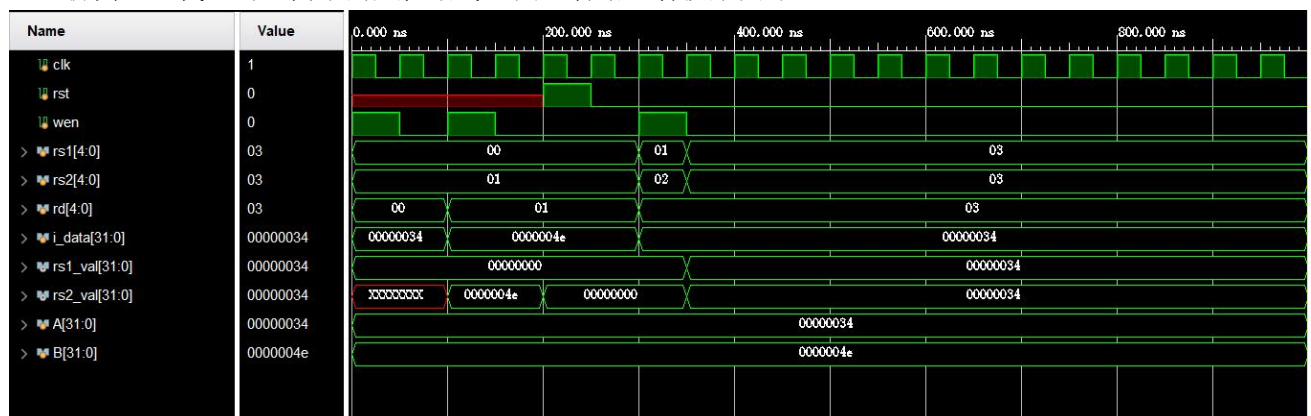 Name Value 0.000 ns 200.000 ns 400.000 ns 600.000 ns 800.000 ns
clk 1
rst 0
wen 0
rs1[4:0] 03 00 01 03
rs2[4:0] 03 01 02 03
rd[4:0] 03 00 01 03
i_data[31:0] 00000034 00000034 0000004e 00000034
rs1_val[31:0] 00000034 00000000 00000034
rs2_val[31:0] 00000034 XXXXXXXX 0000004e 00000000 00000034
A[31:0] 00000034 00000034
B[31:0] 0000004e 0000004e